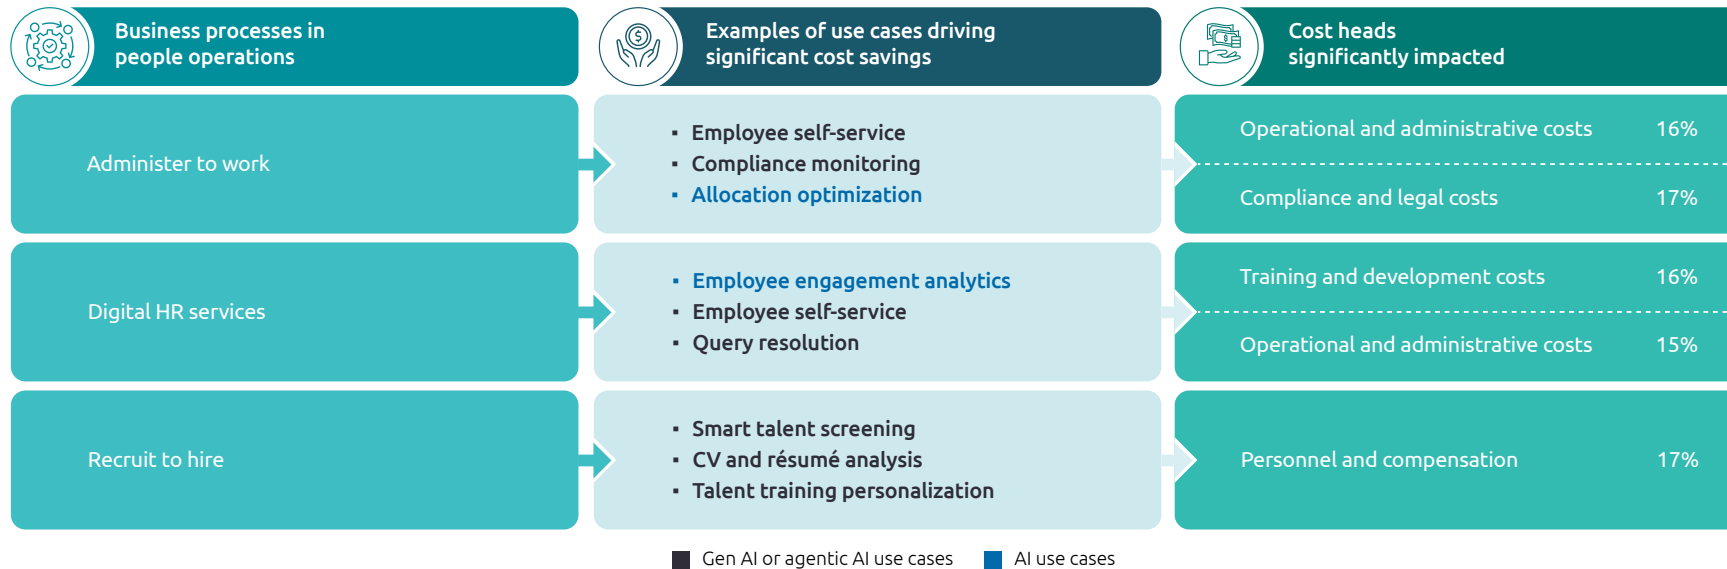 Business processes in
people operations
Examples of use cases driving
significant cost savings
Cost heads
significantly impacted
Administer to work
▪ Employee self-service
▪ Compliance monitoring
▪ Allocation optimization
Operational and administrative costs 16%
Compliance and legal costs 17%
Digital HR services
▪ Employee engagement analytics
▪ Employee self-service
▪ Query resolution
Training and development costs 16%
Operational and administrative costs 15%
Recruit to hire
▪ Smart talent screening
▪ CV and résumé analysis
▪ Talent training personalization
Personnel and compensation 17%
Gen AI or agentic AI use cases
AI use cases